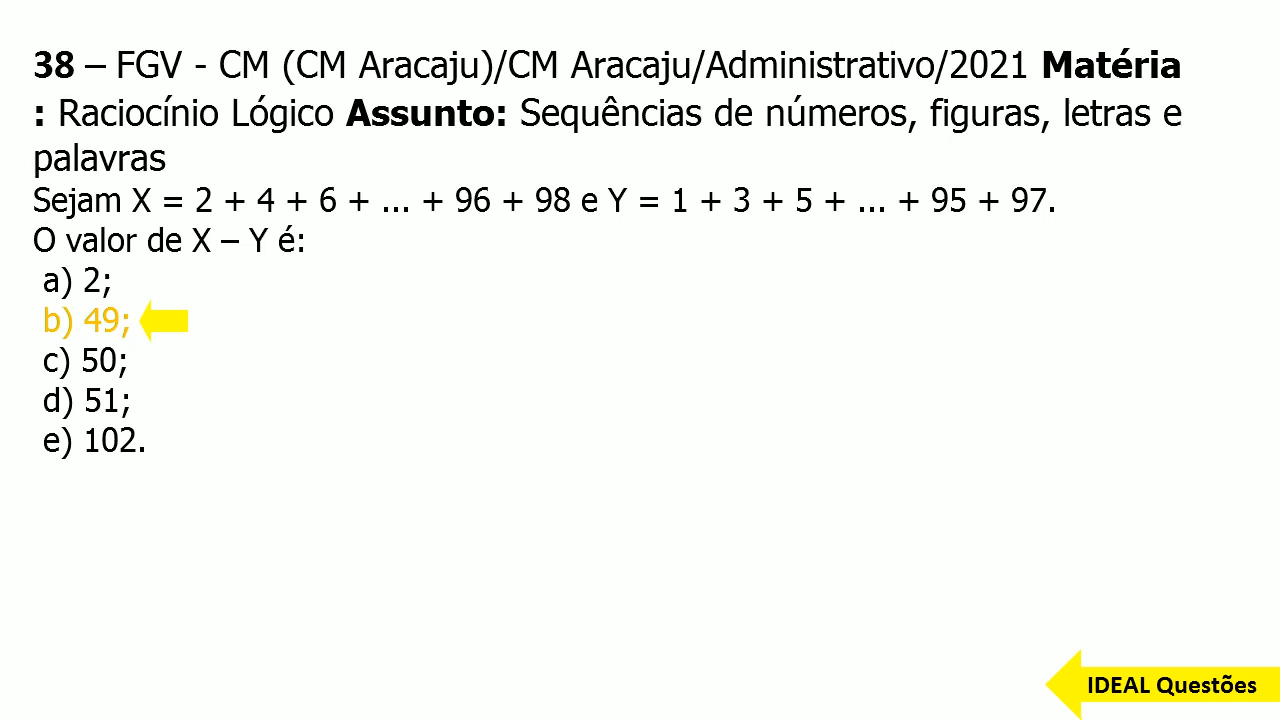 38 – FGV - CM (CM Aracaju)/CM Aracaju/Administrativo/2021 Matéria
: Raciocínio Lógico Assunto: Sequências de números, figuras, letras e
palavras
Sejam X = 2 + 4 + 6 + ... + 96 + 98 e Y = 1 + 3 + 5 + ... + 95 + 97.
O valor de X – Y é:
a) 2;
b) 49;
c) 50;
d) 51;
e) 102.
IDEAL Questões